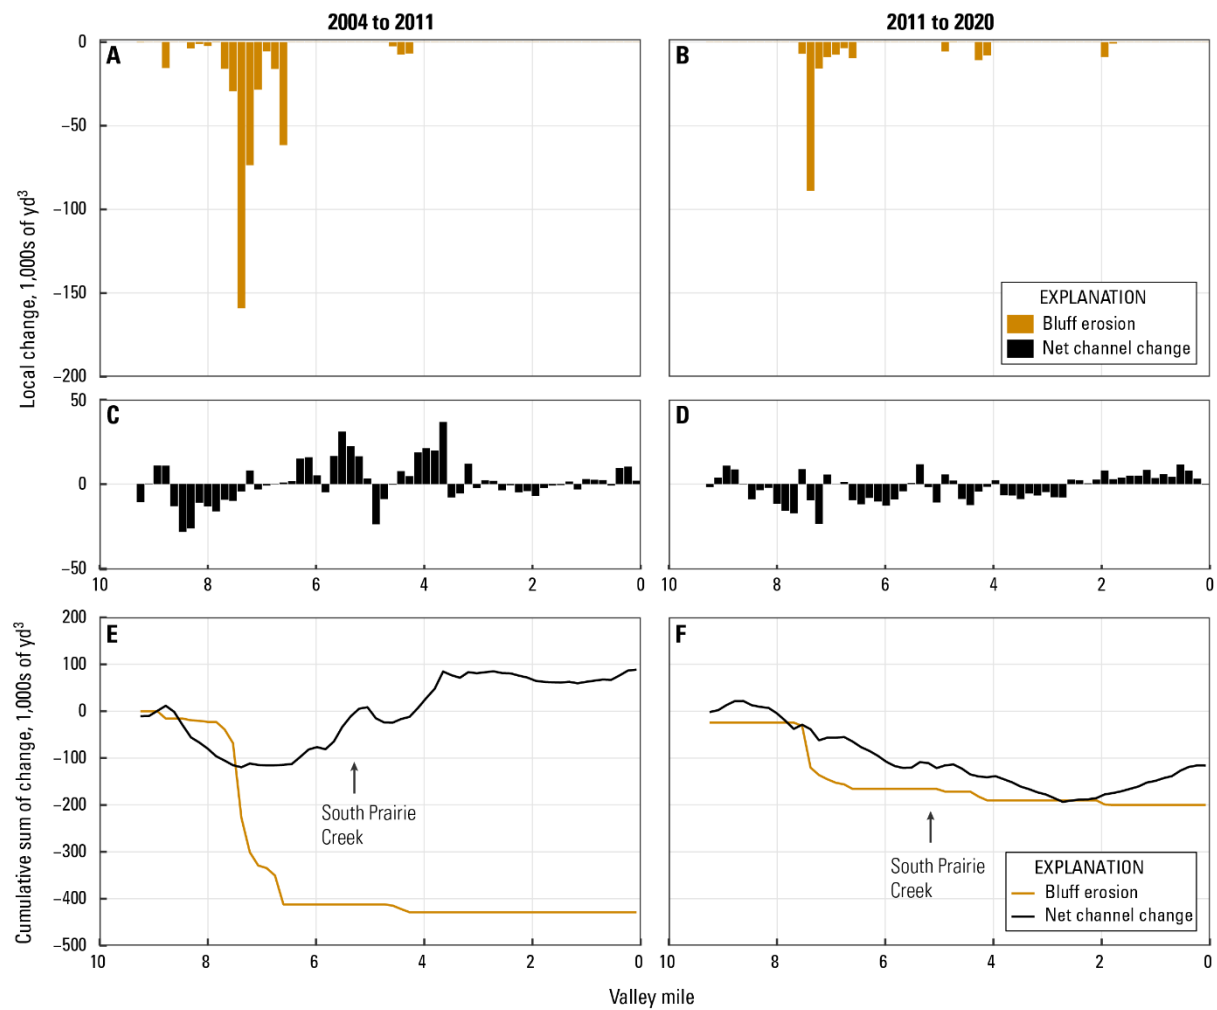 2004 to 2011
2011 to 2020
A
B
0
−50
−100
−150
−200
Local change, 1,000s of yd³
EXPLANATION
Bluff erosion
Net channel change
C
D
50
0
−50
10 8 6 4 2 0
10 8 6 4 2 0
E
F
200
100
0
−100
−200
−300
−400
−500
Cumulative sum of change, 1,000s of yd³
South Prairie
Creek
South Prairie
Creek
EXPLANATION
Bluff erosion
Net channel change
10 8 6 4 2 0
10 8 6 4 2 0
Valley mile